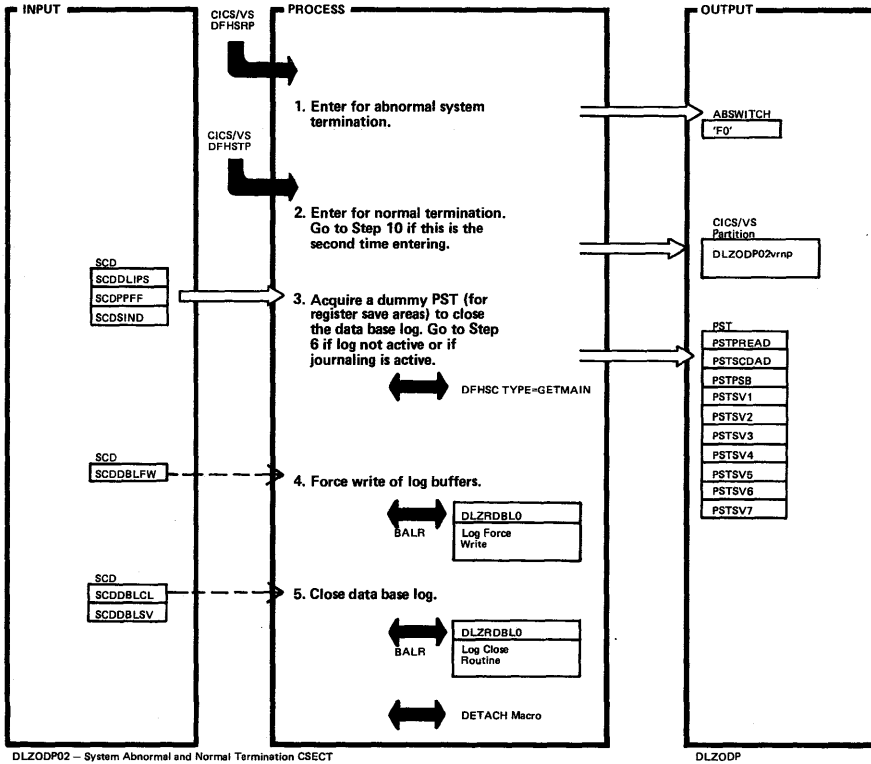 INPUT
PROCESS
OUTPUT
CICS/VS
DFHSRP
1. Enter for abnormal system
termination.
ABSWITCH
'F0'
CICS/VS
DFHSTP
2. Enter for normal termination.
Go to Step 10 if this is the
second time entering.
CICS/VS
Partition
DLZODP02vrnp
SCD
SCDDLIPS
SCDPPFF
SCDSIND
3. Acquire a dummy PST (for
register save areas) to close
the data base log. Go to Step
6 if log not active or if
journaling is active.
DFHSC TYPE=GETMAIN
PST
PSTPREAD
PSTSCDAD
PSTPSB
PSTSV1
PSTSV2
PSTSV3
PSTSV4
PSTSV5
PSTSV6
PSTSV7
SCD
SCDDBLFW
4. Force write of log buffers.
BALR
DLZRDBL0
Log Force
Write
SCD
SCDDBLCL
SCDDBLSV
5. Close data base log.
BALR
DLZRDBL0
Log Close
Routine
DETACH Macro
DLZODP02 – System Abnormal and Normal Termination CSECT
DLZODP